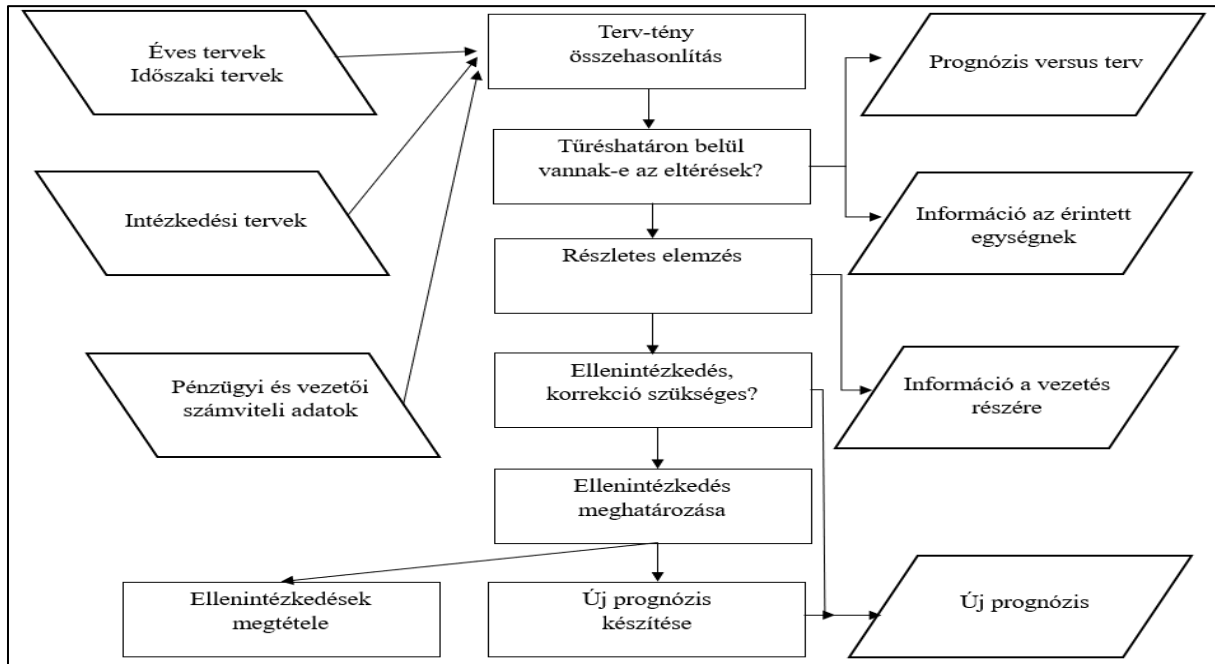 Éves tervek
Időszaki tervek
Terv-tény
összehasonlítás
Prognózis versus terv
Tűréshatáron belül
vannak-e az eltérések?
Intézkedési tervek
Információ az érintett
egységnek
Részletes elemzés
Pénzügyi és vezetői
számviteli adatok
Ellenintézkedés,
korrekció szükséges?
Információ a vezetés
részére
Ellenintézkedés
meghatározása
Ellenintézkedések
megtétele
Új prognózis
készítése
Új prognózis